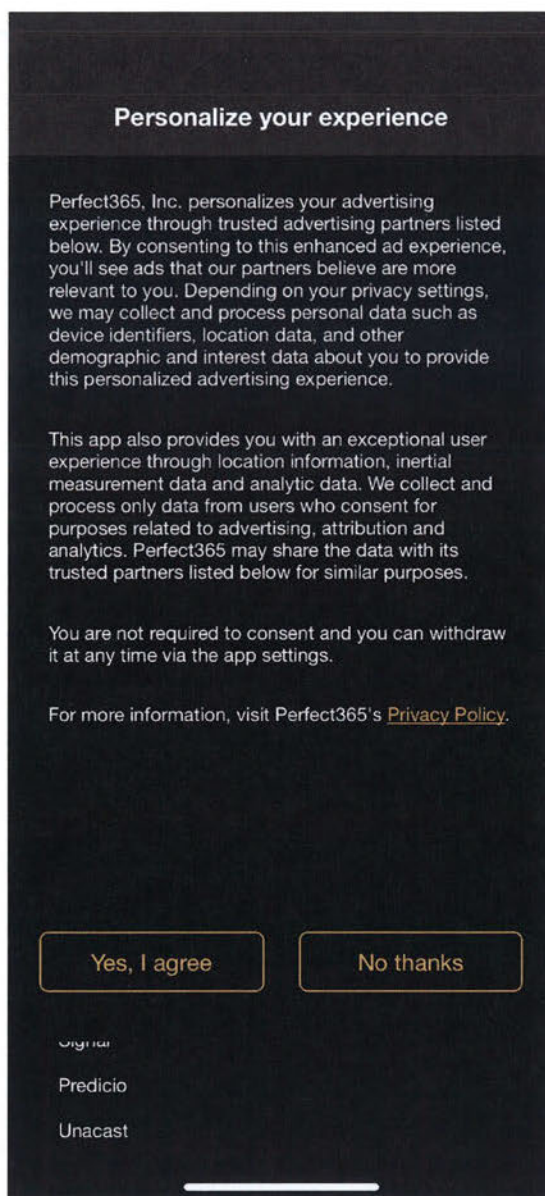 Personalize your experience
Perfect365, Inc. personalizes your advertising
experience through trusted advertising partners listed
below. By consenting to this enhanced ad experience,
you'll see ads that our partners believe are more
relevant to you. Depending on your privacy settings,
we may collect and process personal data such as
device identifiers, location data, and other
demographic and interest data about you to provide
this personalized advertising experience.
This app also provides you with an exceptional user
experience through location information, inertial
measurement data and analytic data. We collect and
process only data from users who consent for
purposes related to advertising, attribution and
analytics. Perfect365 may share the data with its
trusted partners listed below for similar purposes.
You are not required to consent and you can withdraw
it at any time via the app settings.
For more information, visit Perfect365's Privacy Policy.
Yes, I agree
No thanks
Predicio
Unacast